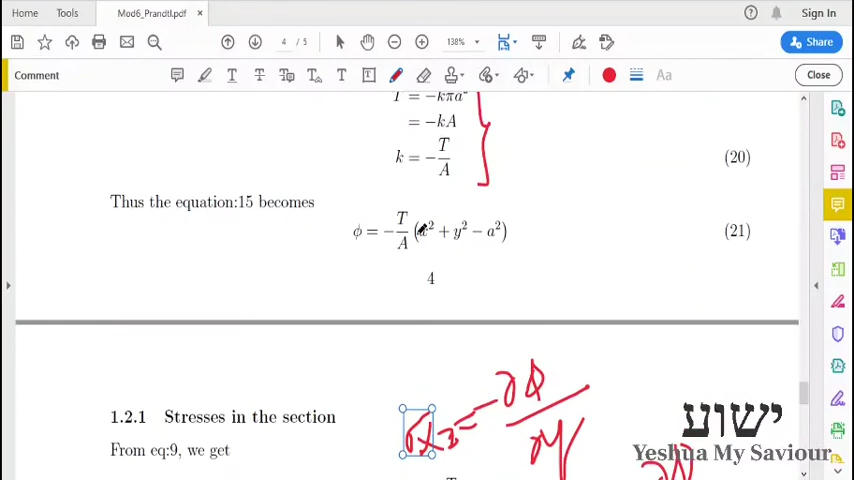 Home Tools Mod6_Prandtl.pdf × Sign In
4 / 5 138% Share
Comment Aa Close
T = −kπa²
= −kA
k = −T/A (20)
Thus the equation:15 becomes
ϕ = −T/A (x² + y² − a²) (21)
4
1.2.1 Stresses in the section
From eq:9, we get
= ∂ϕ/∂y
ישוע
Yeshua My Saviour